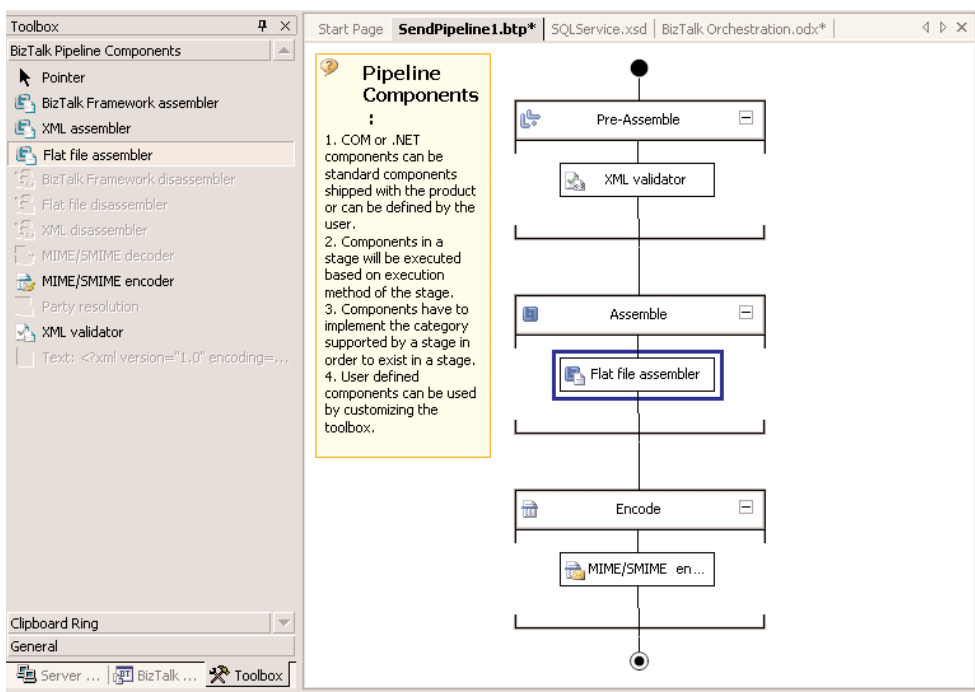 Toolbox
BizTalk Pipeline Components
Pointer
BizTalk Framework assembler
XML assembler
Flat file assembler
BizTalk Framework disassembler
Flat file disassembler
XML disassembler
MIME/SMIME decoder
MIME/SMIME encoder
Party resolution
XML validator
Text: <?xml version="1.0" encoding=...
Clipboard Ring
General
Server ... BizTalk ... Toolbox
Start Page SendPipeline1.btp* SQLService.xsd BizTalk Orchestration.odx*
Pipeline
Components
:
1. COM or .NET
components can be
standard components
shipped with the product
or can be defined by the
user.
2. Components in a
stage will be executed
based on execution
method of the stage.
3. Components have to
implement the category
supported by a stage in
order to exist in a stage.
4. User defined
components can be used
by customizing the
toolbox.
Pre-Assemble
XML validator
Assemble
Flat file assembler
Encode
MIME/SMIME en...